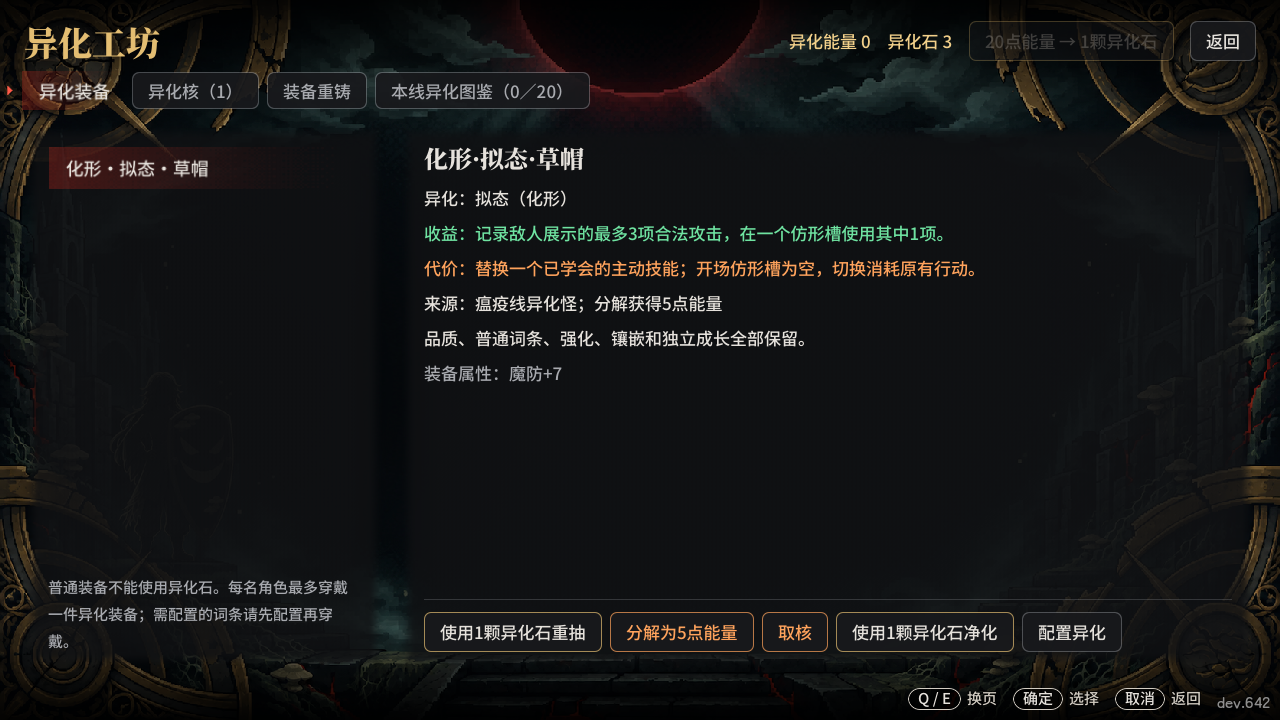 异化工坊
异化能量 0 异化石 3 20点能量 → 1颗异化石 返回
异化装备 异化核（1） 装备重铸 本线异化图鉴（0／20）
化形・拟态・草帽
化形·拟态·草帽
异化：拟态（化形）
收益：记录敌人展示的最多3项合法攻击，在一个仿形槽使用其中1项。
代价：替换一个已学会的主动技能；开场仿形槽为空，切换消耗原有行动。
来源：瘟疫线异化怪；分解获得5点能量
品质、普通词条、强化、镶嵌和独立成长全部保留。
装备属性：魔防+7
普通装备不能使用异化石。每名角色最多穿戴
一件异化装备；需配置的词条请先配置再穿
戴。
使用1颗异化石重抽 分解为5点能量 取核 使用1颗异化石净化 配置异化
Q / E 换页 确定 选择 取消 返回
dev.642